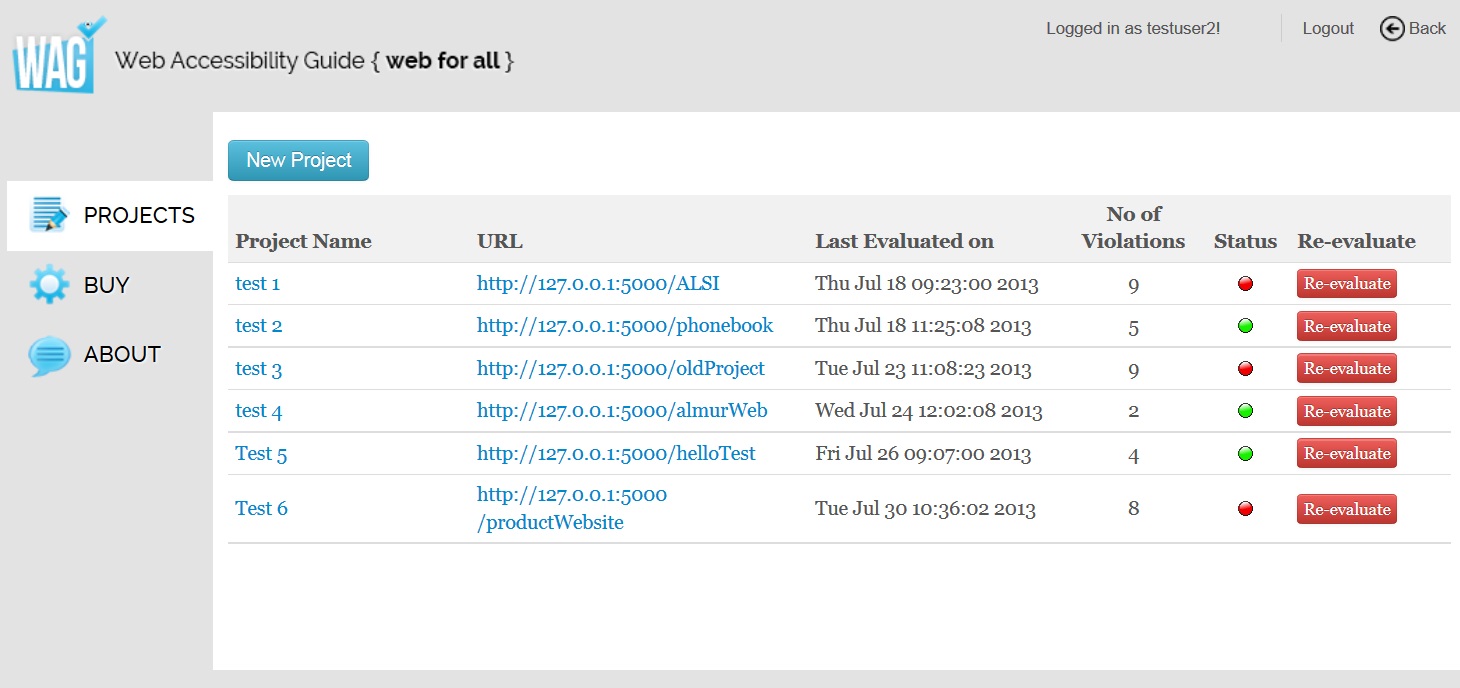 WAG Web Accessibility Guide { web for all }
Logged in as testuser2! Logout Back
PROJECTS
BUY
ABOUT
New Project
Project Name URL Last Evaluated on No of Violations Status Re-evaluate
test 1 http://127.0.0.1:5000/ALSI Thu Jul 18 09:23:00 2013 9 Re-evaluate
test 2 http://127.0.0.1:5000/phonebook Thu Jul 18 11:25:08 2013 5 Re-evaluate
test 3 http://127.0.0.1:5000/oldProject Tue Jul 23 11:08:23 2013 9 Re-evaluate
test 4 http://127.0.0.1:5000/almurWeb Wed Jul 24 12:02:08 2013 2 Re-evaluate
Test 5 http://127.0.0.1:5000/helloTest Fri Jul 26 09:07:00 2013 4 Re-evaluate
Test 6 http://127.0.0.1:5000 /productWebsite Tue Jul 30 10:36:02 2013 8 Re-evaluate